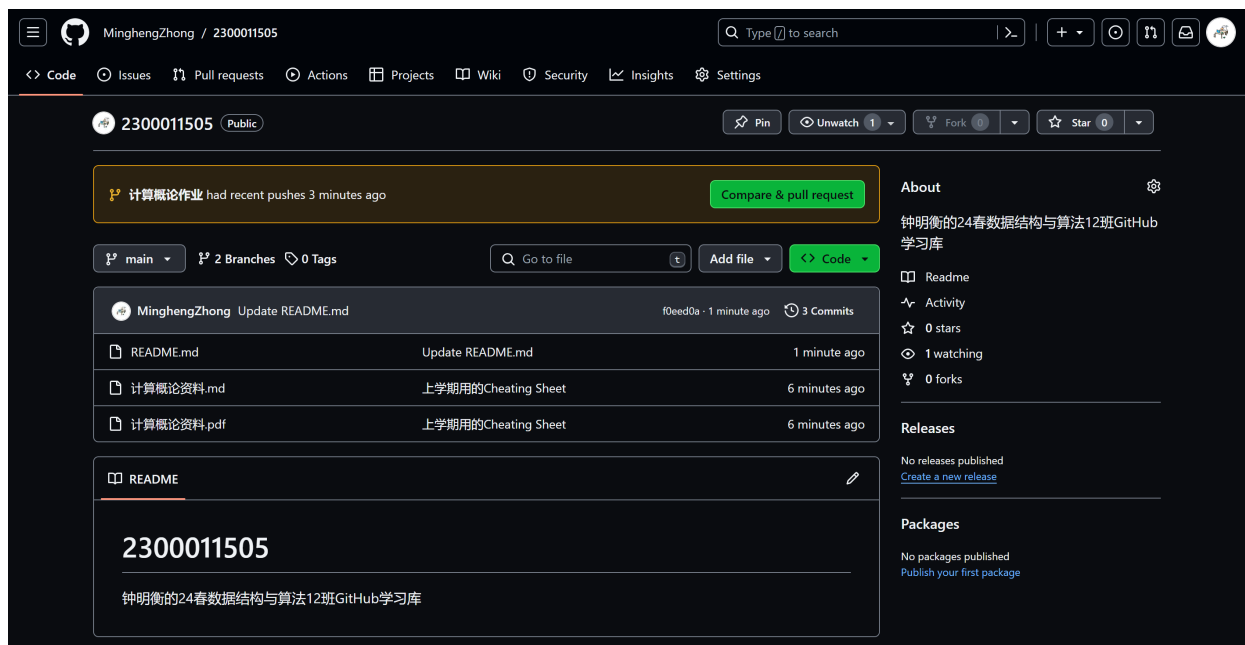 MinghengZhong / 2300011505
Type / to search
Code Issues Pull requests Actions Projects Wiki Security Insights Settings
2300011505 Public
Pin Unwatch 1 Fork 0 Star 0
计算概论作业 had recent pushes 3 minutes ago
Compare & pull request
main 2 Branches 0 Tags
Go to file t
Add file
Code
MinghengZhong Update README.md f0eed0a · 1 minute ago 3 Commits
README.md Update README.md 1 minute ago
计算概论资料.md 上学期用的Cheating Sheet 6 minutes ago
计算概论资料.pdf 上学期用的Cheating Sheet 6 minutes ago
README
2300011505
钟明衡的24春数据结构与算法12班GitHub学习库
About
钟明衡的24春数据结构与算法12班GitHub
学习库
Readme
Activity
0 stars
1 watching
0 forks
Releases
No releases published
Create a new release
Packages
No packages published
Publish your first package